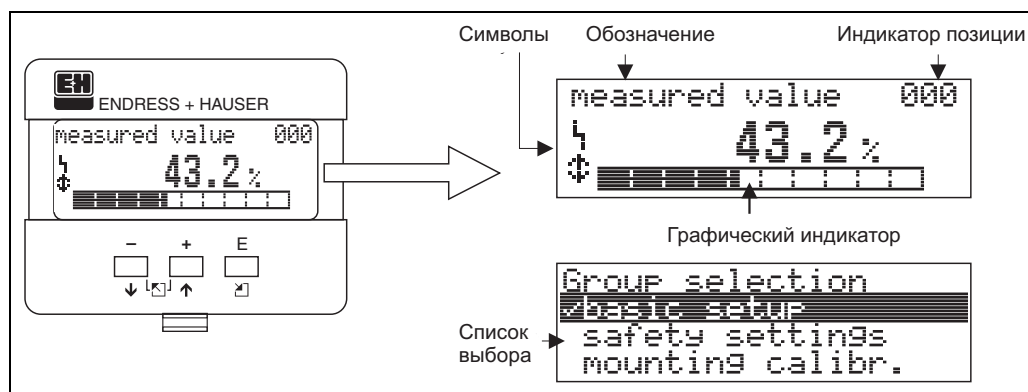 Символы
Обозначение
Индикатор позиции
E+H
ENDRESS + HAUSER
measured value 000
43.2 %
– + E
measured value 000
43.2 %
Графический индикатор
Group selection
✓basic setup
safety settings
mounting calibr.
Список
выбора